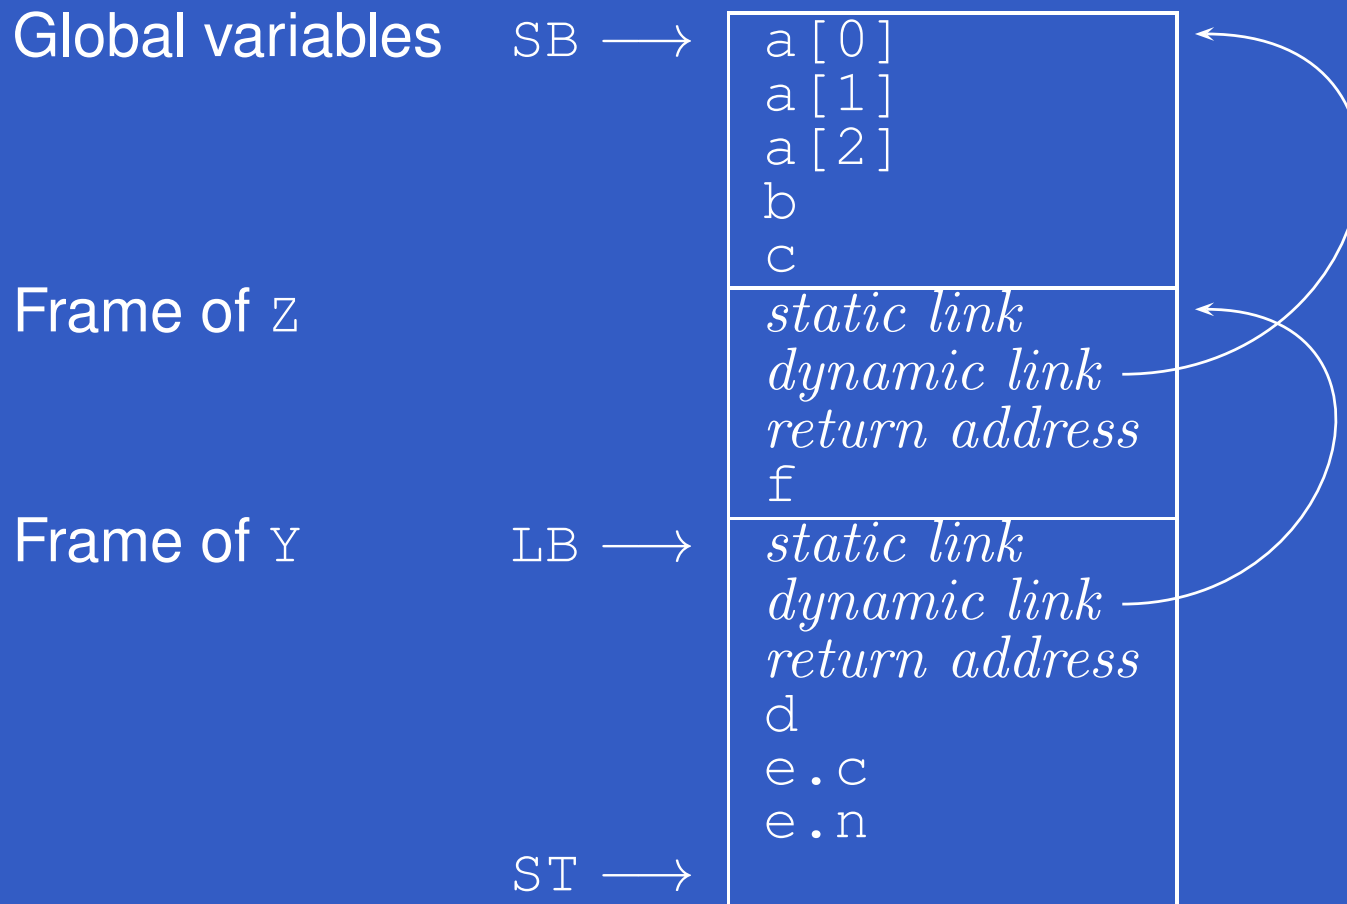 Global variables SB a[0]
a[1]
a[2]
b
c
Frame of Z static link
dynamic link
return address
f
Frame of Y LB static link
dynamic link
return address
d
e.c
e.n
ST